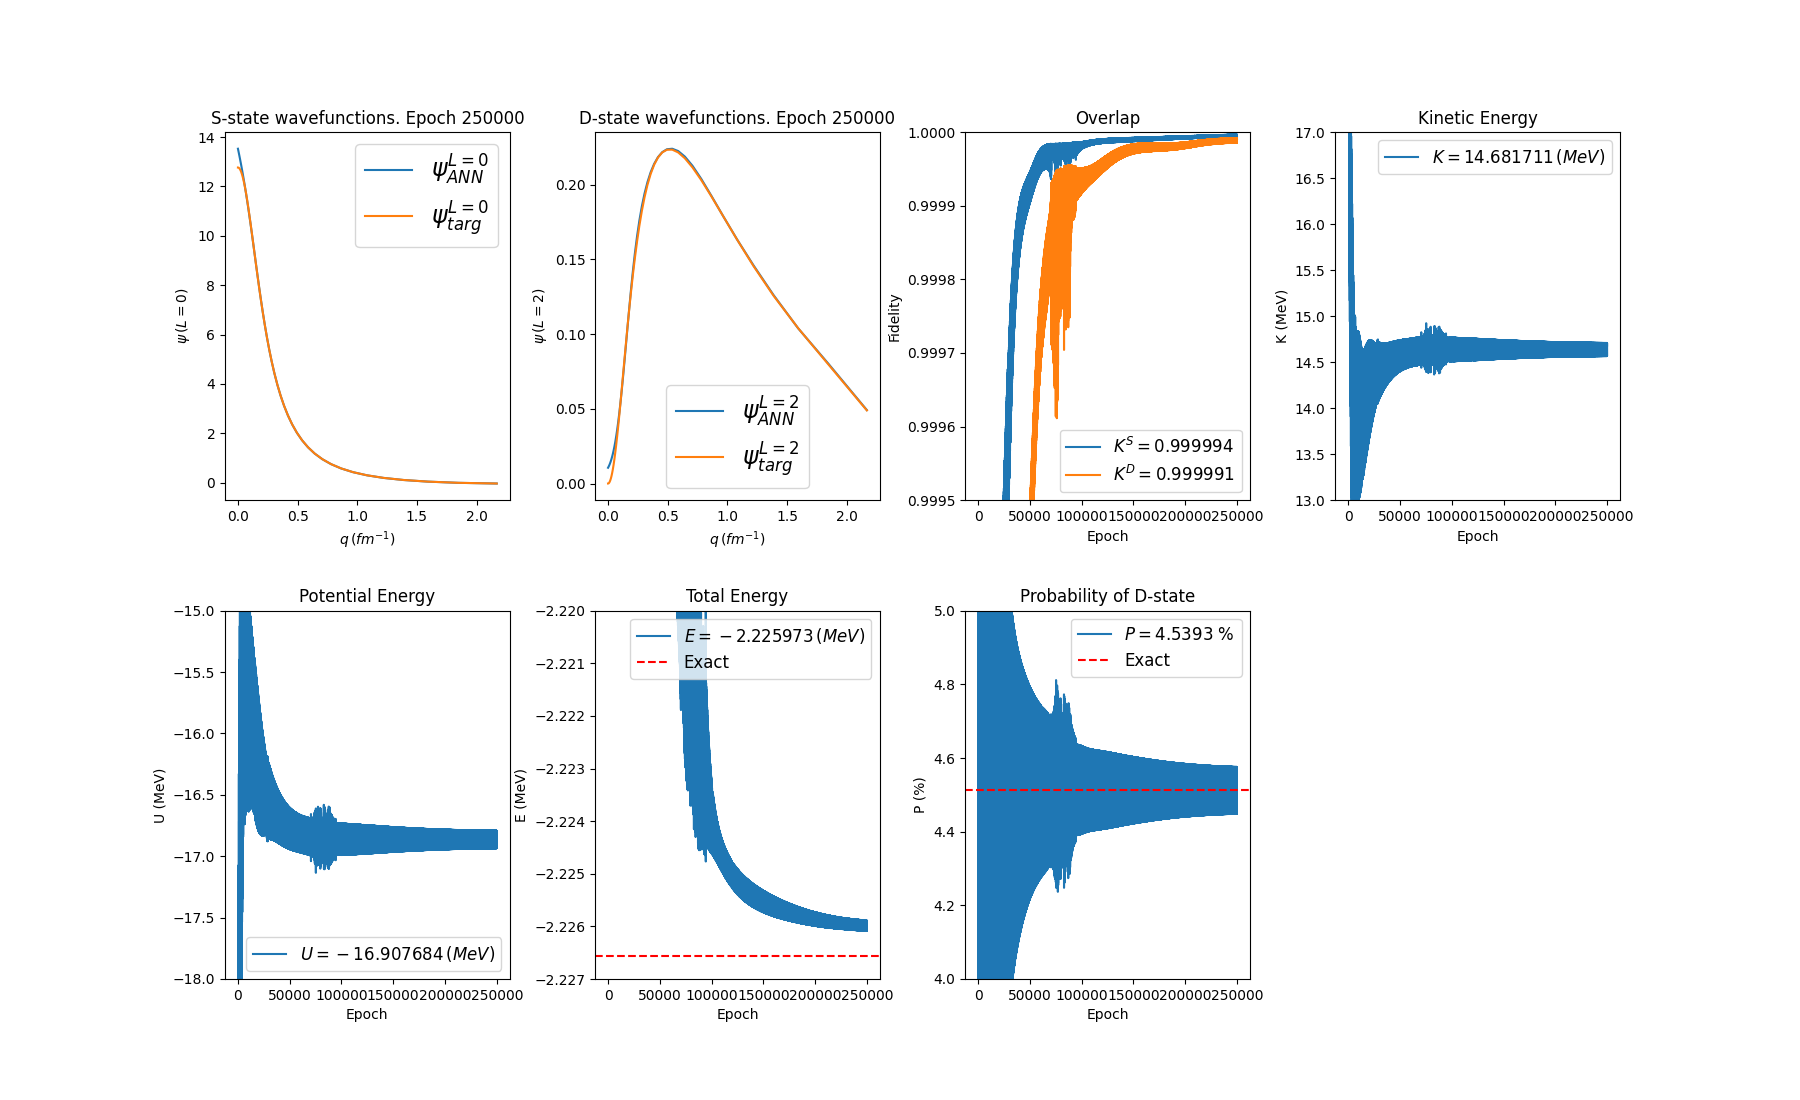 S-state wavefunctions. Epoch 250000
14
12
10
8
6
4
2
0
ψ(L = 0)
0.0 0.5 1.0 1.5 2.0
q (fm⁻¹)
ψ_{ANN}^{L=0}
ψ_{targ}^{L=0}
D-state wavefunctions. Epoch 250000
0.20
0.15
0.10
0.05
0.00
ψ(L = 2)
0.0 0.5 1.0 1.5 2.0
q (fm⁻¹)
ψ_{ANN}^{L=2}
ψ_{targ}^{L=2}
Overlap
1.0000
0.9999
0.9998
0.9997
0.9996
0.9995
Fidelity
0 50000 100000 150000 200000 250000
Epoch
K^S = 0.999994
K^D = 0.999991
Kinetic Energy
17.0
16.5
16.0
15.5
15.0
14.5
14.0
13.5
13.0
K (MeV)
0 50000 100000 150000 200000 250000
Epoch
K = 14.681711 (MeV)
Potential Energy
−15.0
−15.5
−16.0
−16.5
−17.0
−17.5
−18.0
U (MeV)
0 50000 100000 150000 200000 250000
Epoch
U = −16.907684 (MeV)
Total Energy
−2.220
−2.221
−2.222
−2.223
−2.224
−2.225
−2.226
−2.227
E (MeV)
0 50000 100000 150000 200000 250000
Epoch
E = −2.225973 (MeV)
Exact
Probability of D-state
5.0
4.8
4.6
4.4
4.2
4.0
P (%)
0 50000 100000 150000 200000 250000
Epoch
P = 4.5393 %
Exact